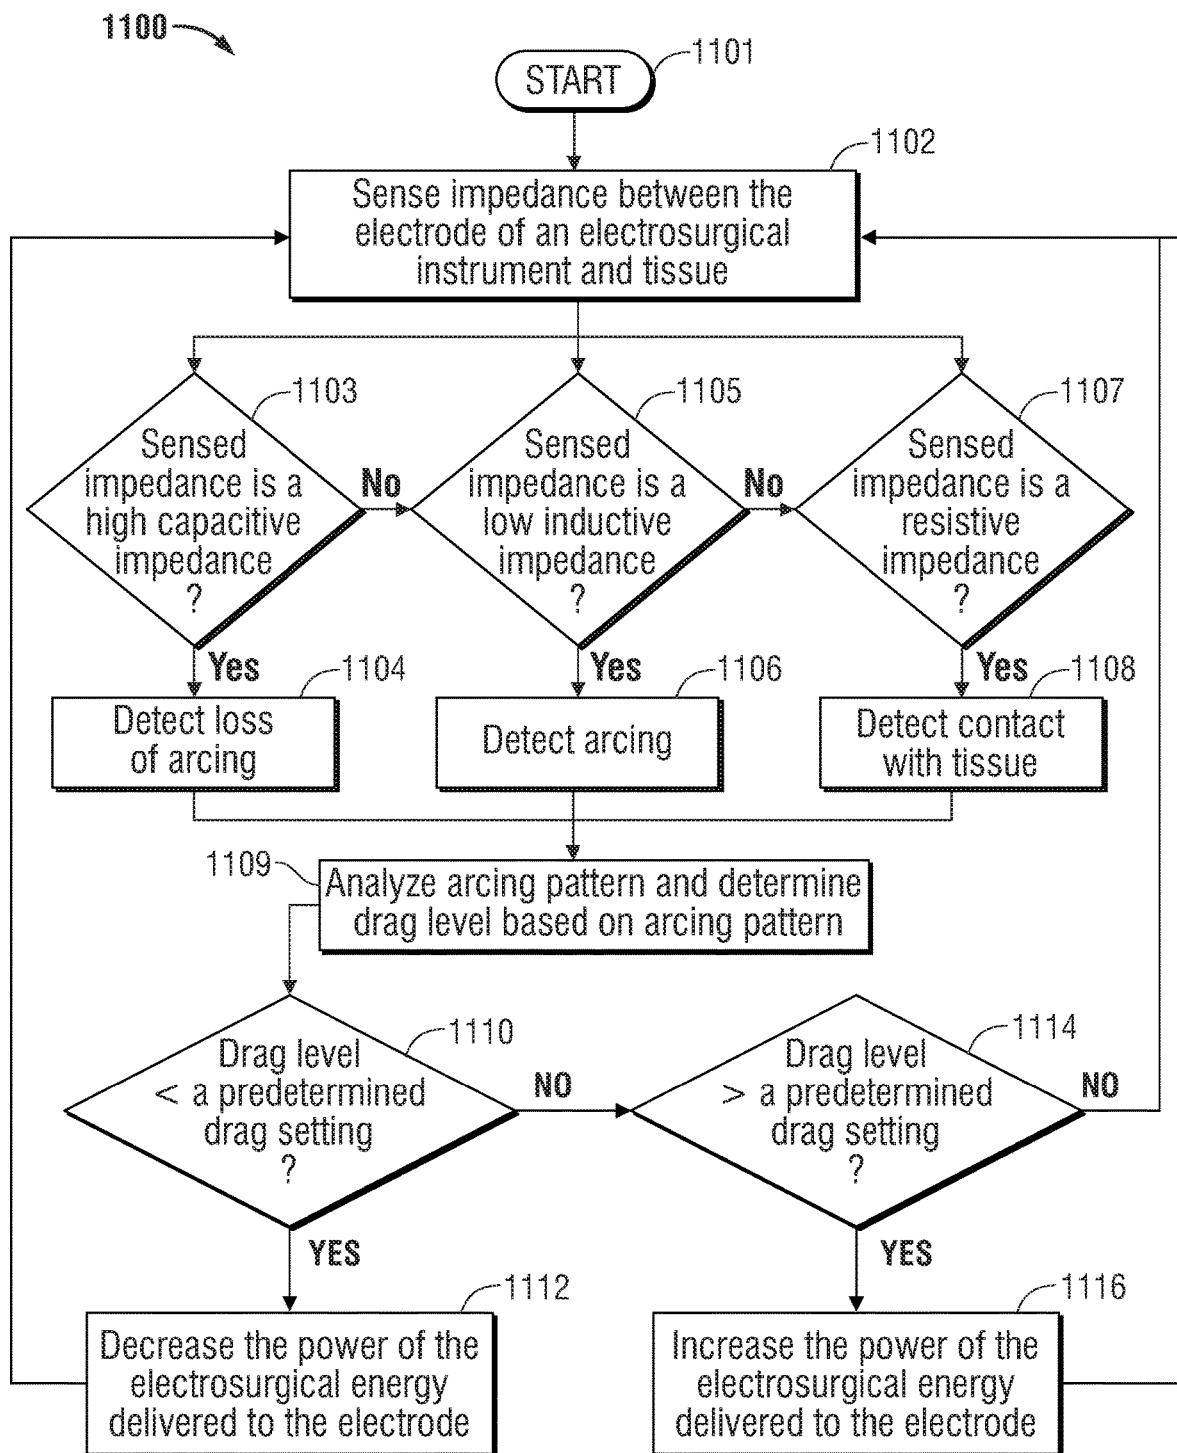 1100
START
1101
1102
Sense impedance between the
electrode of an electrosurgical
instrument and tissue
1103
Sensed
impedance is a
high capacitive
impedance
?
No
1105
Sensed
impedance is a
low inductive
impedance
?
No
1107
Sensed
impedance is a
resistive
impedance
?
Yes
1104
Detect loss
of arcing
Yes
1106
Detect arcing
Yes
1108
Detect contact
with tissue
1109
Analyze arcing pattern and determine
drag level based on arcing pattern
1110
Drag level
< a predetermined
drag setting
?
NO
1114
Drag level
> a predetermined
drag setting
?
NO
YES
1112
Decrease the power of the
electrosurgical energy
delivered to the electrode
YES
1116
Increase the power of the
electrosurgical energy
delivered to the electrode